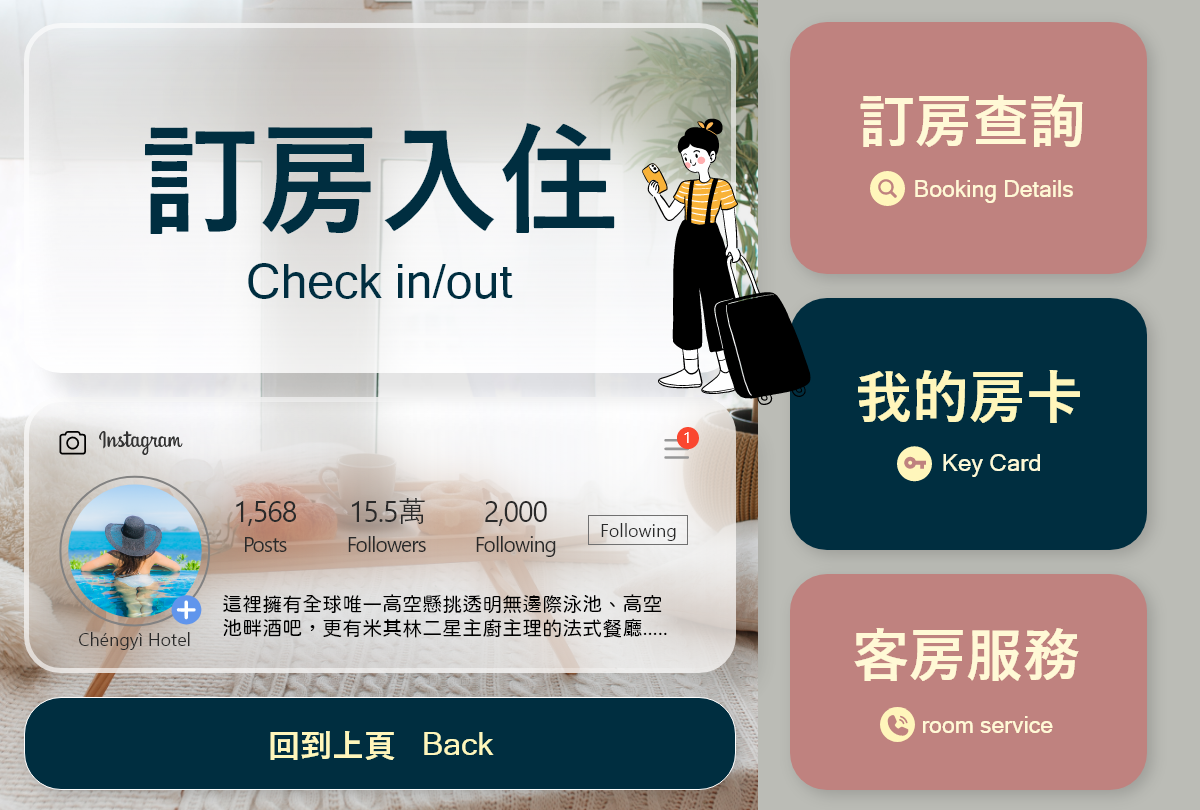 訂房入住
Check in/out
Instagram
1
1,568
Posts
15.5萬
Followers
2,000
Following
Following
Chéngyì Hotel
這裡擁有全球唯一高空懸挑透明無邊際泳池、高空
池畔酒吧，更有米其林二星主廚主理的法式餐廳.....
回到上頁 Back
訂房查詢
Booking Details
我的房卡
Key Card
客房服務
room service